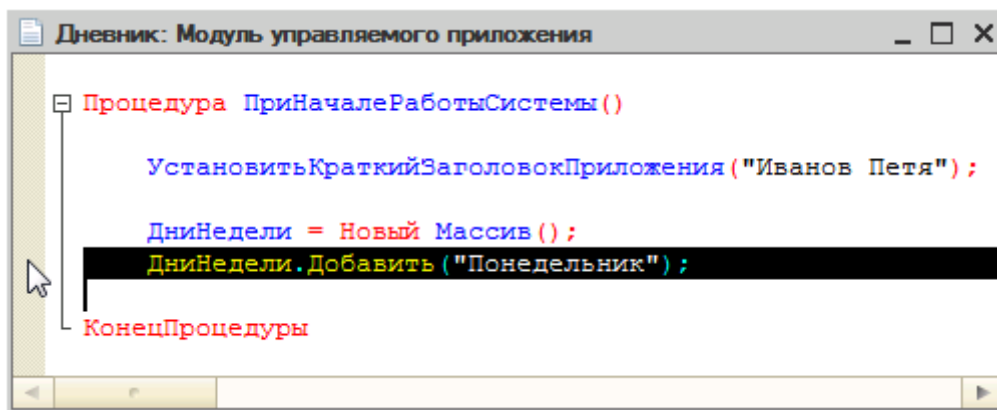 Дневник: Модуль управляемого приложения
Процедура ПриНачалеРаботыСистемы()
УстановитьКраткийЗаголовокПриложения("Иванов Петя");
ДниНедели = Новый Массив();
ДниНедели.Добавить("Понедельник");
КонецПроцедуры